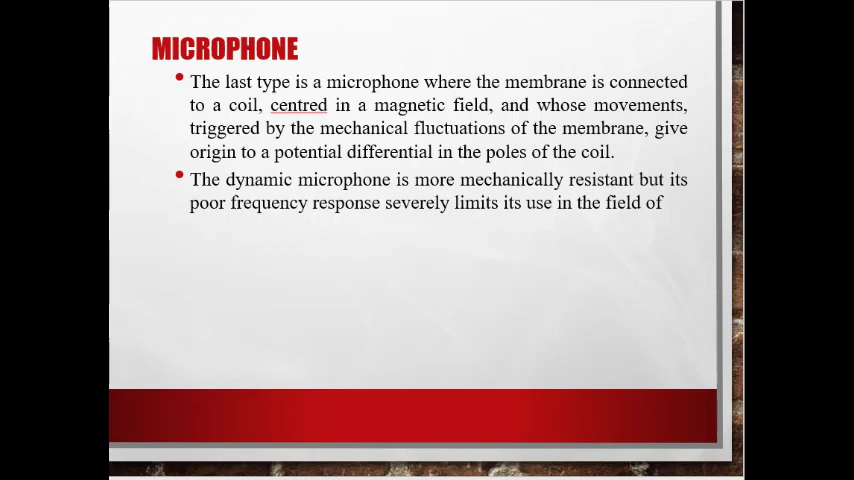 MICROPHONE
• The last type is a microphone where the membrane is connected
to a coil, centred in a magnetic field, and whose movements,
triggered by the mechanical fluctuations of the membrane, give
origin to a potential differential in the poles of the coil.
• The dynamic microphone is more mechanically resistant but its
poor frequency response severely limits its use in the field of